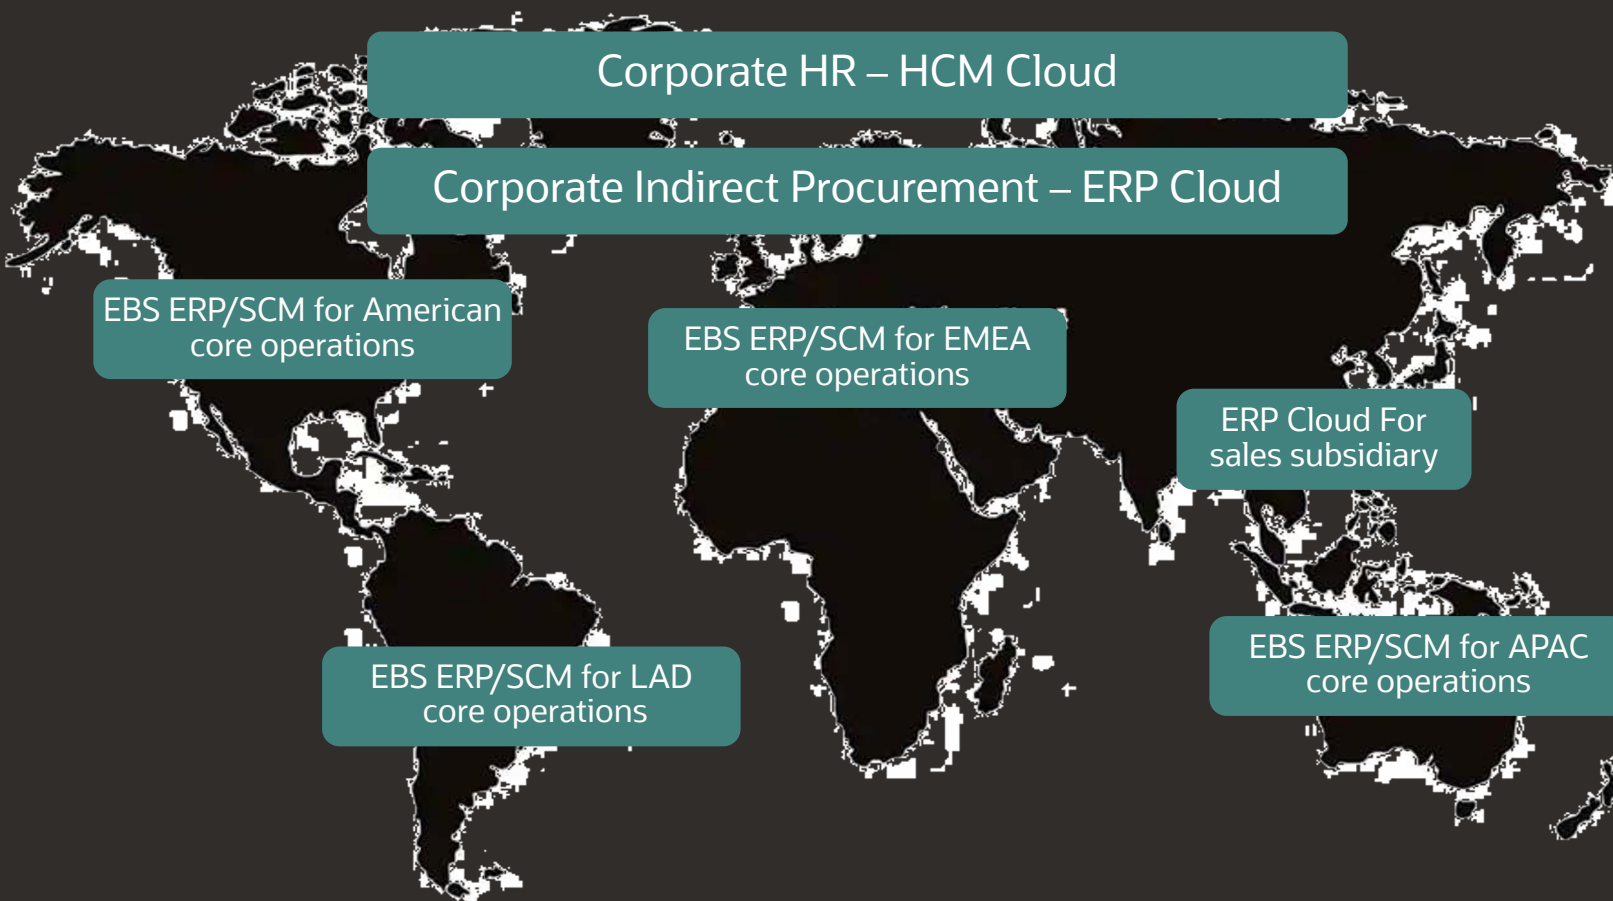 Corporate HR – HCM Cloud
Corporate Indirect Procurement – ERP Cloud
EBS ERP/SCM for American
core operations
EBS ERP/SCM for EMEA
core operations
ERP Cloud For
sales subsidiary
EBS ERP/SCM for LAD
core operations
EBS ERP/SCM for APAC
core operations